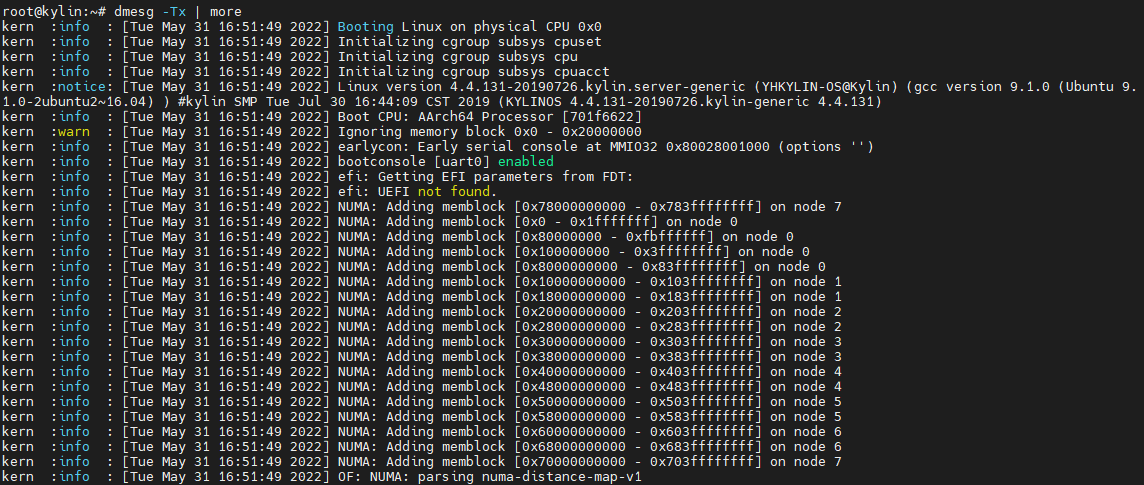 root@kylin:~# dmesg -Tx | more
kern  :info  : [Tue May 31 16:51:49 2022] Booting Linux on physical CPU 0x0
kern  :info  : [Tue May 31 16:51:49 2022] Initializing cgroup subsys cpuset
kern  :info  : [Tue May 31 16:51:49 2022] Initializing cgroup subsys cpu
kern  :info  : [Tue May 31 16:51:49 2022] Initializing cgroup subsys cpuacct
kern  :notice: [Tue May 31 16:51:49 2022] Linux version 4.4.131-20190726.kylin.server-generic (YHKYLIN-OS@Kylin) (gcc version 9.1.0 (Ubuntu 9.
1.0-2ubuntu2~16.04) ) #kylin SMP Tue Jul 30 16:44:09 CST 2019 (KYLINOS 4.4.131-20190726.kylin-generic 4.4.131)
kern  :info  : [Tue May 31 16:51:49 2022] Boot CPU: AArch64 Processor [701f6622]
kern  :warn  : [Tue May 31 16:51:49 2022] Ignoring memory block 0x0 - 0x20000000
kern  :info  : [Tue May 31 16:51:49 2022] earlycon: Early serial console at MMIO32 0x80028001000 (options '')
kern  :info  : [Tue May 31 16:51:49 2022] bootconsole [uart0] enabled
kern  :info  : [Tue May 31 16:51:49 2022] efi: Getting EFI parameters from FDT:
kern  :info  : [Tue May 31 16:51:49 2022] efi: UEFI not found.
kern  :info  : [Tue May 31 16:51:49 2022] NUMA: Adding memblock [0x78000000000 - 0x783ffffffff] on node 7
kern  :info  : [Tue May 31 16:51:49 2022] NUMA: Adding memblock [0x0 - 0x1fffffff] on node 0
kern  :info  : [Tue May 31 16:51:49 2022] NUMA: Adding memblock [0x80000000 - 0xfbffffff] on node 0
kern  :info  : [Tue May 31 16:51:49 2022] NUMA: Adding memblock [0x100000000 - 0x3ffffffff] on node 0
kern  :info  : [Tue May 31 16:51:49 2022] NUMA: Adding memblock [0x8000000000 - 0x83ffffffff] on node 0
kern  :info  : [Tue May 31 16:51:49 2022] NUMA: Adding memblock [0x10000000000 - 0x103ffffffff] on node 1
kern  :info  : [Tue May 31 16:51:49 2022] NUMA: Adding memblock [0x18000000000 - 0x183ffffffff] on node 1
kern  :info  : [Tue May 31 16:51:49 2022] NUMA: Adding memblock [0x20000000000 - 0x203ffffffff] on node 2
kern  :info  : [Tue May 31 16:51:49 2022] NUMA: Adding memblock [0x28000000000 - 0x283ffffffff] on node 2
kern  :info  : [Tue May 31 16:51:49 2022] NUMA: Adding memblock [0x30000000000 - 0x303ffffffff] on node 3
kern  :info  : [Tue May 31 16:51:49 2022] NUMA: Adding memblock [0x38000000000 - 0x383ffffffff] on node 3
kern  :info  : [Tue May 31 16:51:49 2022] NUMA: Adding memblock [0x40000000000 - 0x403ffffffff] on node 4
kern  :info  : [Tue May 31 16:51:49 2022] NUMA: Adding memblock [0x48000000000 - 0x483ffffffff] on node 4
kern  :info  : [Tue May 31 16:51:49 2022] NUMA: Adding memblock [0x50000000000 - 0x503ffffffff] on node 5
kern  :info  : [Tue May 31 16:51:49 2022] NUMA: Adding memblock [0x58000000000 - 0x583ffffffff] on node 5
kern  :info  : [Tue May 31 16:51:49 2022] NUMA: Adding memblock [0x60000000000 - 0x603ffffffff] on node 6
kern  :info  : [Tue May 31 16:51:49 2022] NUMA: Adding memblock [0x68000000000 - 0x683ffffffff] on node 6
kern  :info  : [Tue May 31 16:51:49 2022] NUMA: Adding memblock [0x70000000000 - 0x703ffffffff] on node 7
kern  :info  : [Tue May 31 16:51:49 2022] OF: NUMA: parsing numa-distance-map-v1